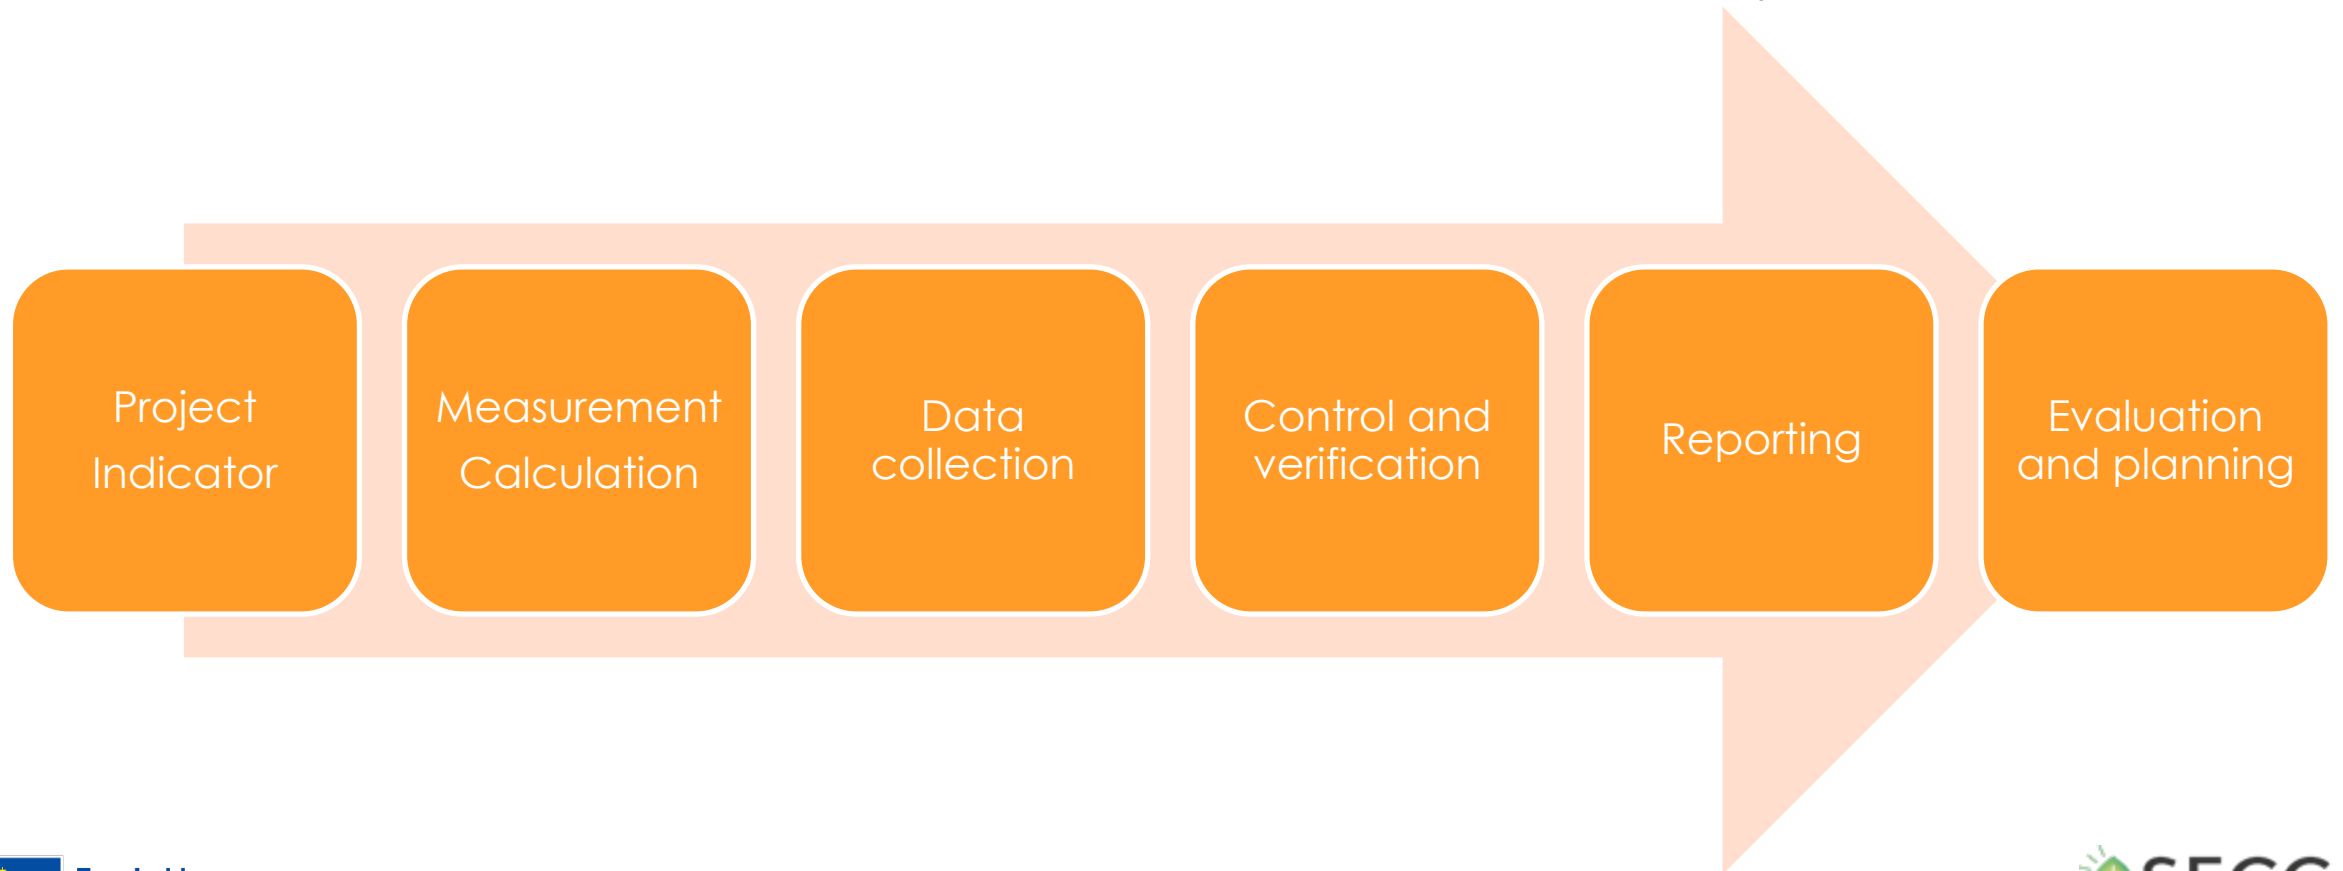 Project
Indicator
Measurement
Calculation
Data
collection
Control and
verification
Reporting
Evaluation
and planning